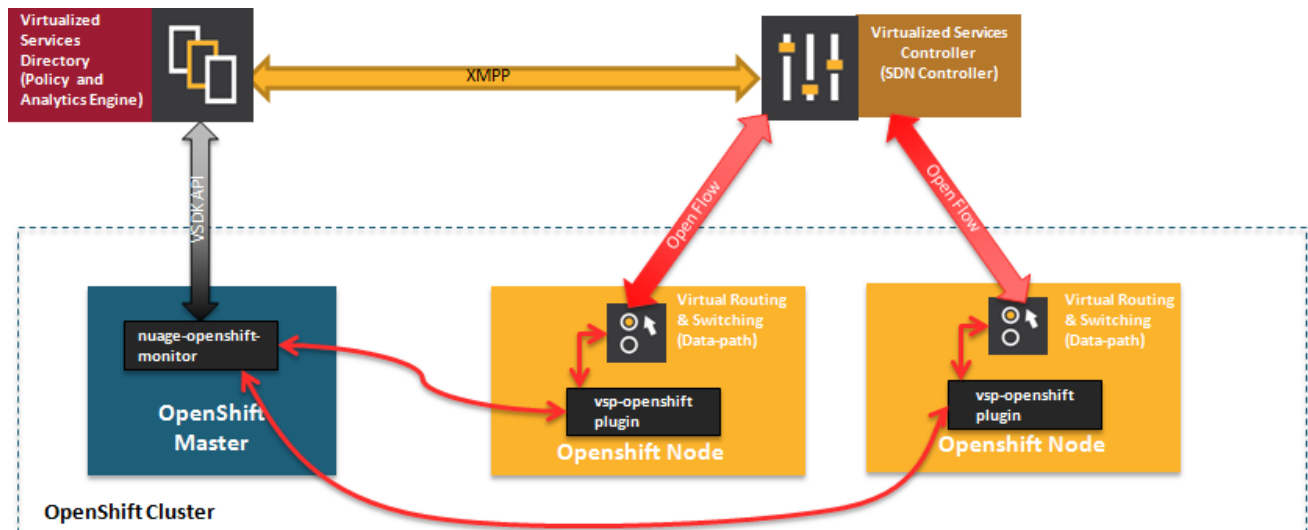 Virtualized
Services
Directory
(Policy and
Analytics Engine)
XMPP
Virtualized Services
Controller
(SDN Controller)
VSDK API
Open Flow
Open Flow
nuage-openshift-
monitor
OpenShift
Master
Virtual Routing
& Switching
(Data-path)
vsp-openshift
plugin
Openshift Node
Virtual Routing
& Switching
(Data-path)
vsp-openshift
plugin
Openshift Node
OpenShift Cluster